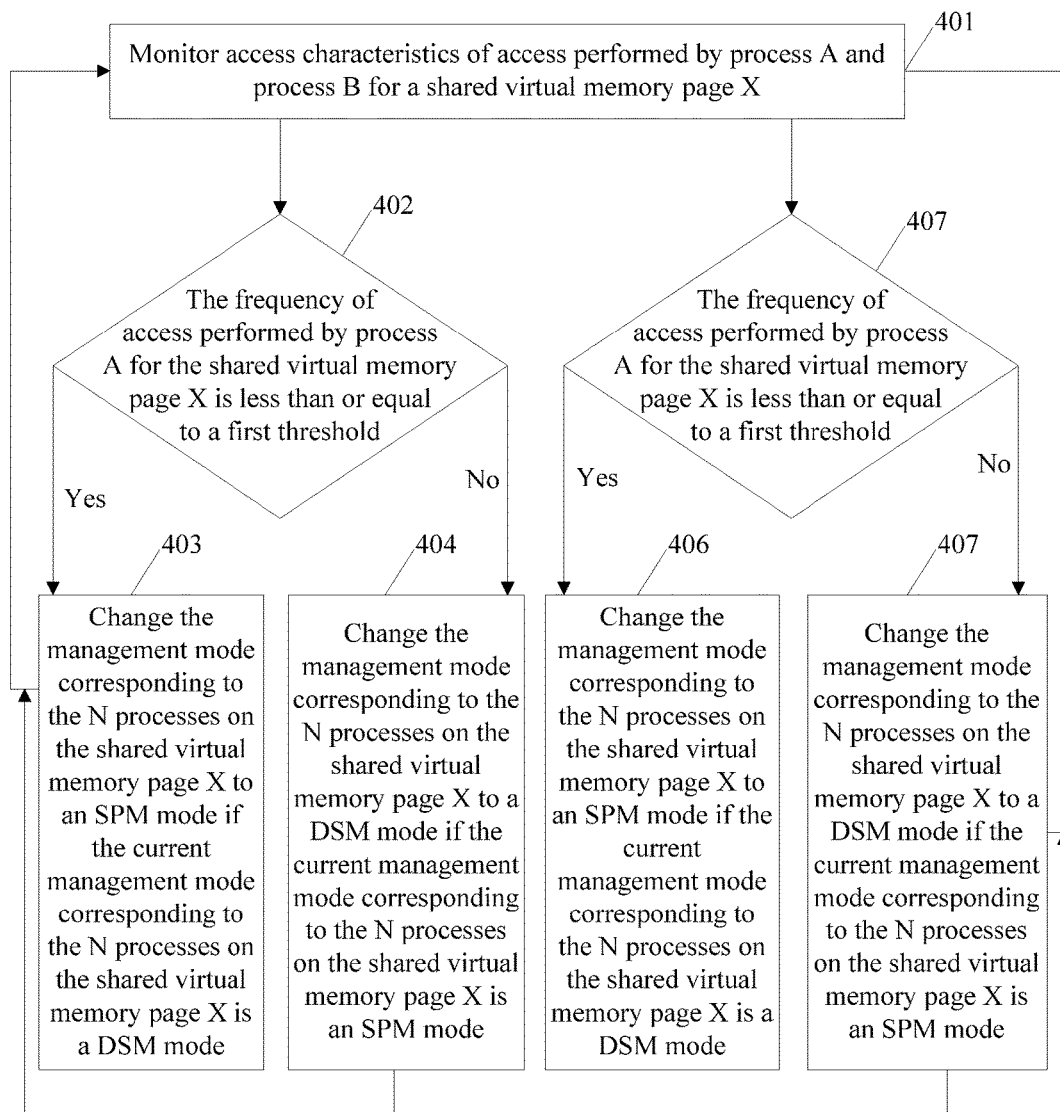 401
Monitor access characteristics of access performed by process A and
process B for a shared virtual memory page X
402
The frequency of
access performed by process
A for the shared virtual memory
page X is less than or equal
to a first threshold
407
The frequency of
access performed by process
A for the shared virtual memory
page X is less than or equal
to a first threshold
Yes
No
Yes
No
403
Change the
management mode
corresponding to
the N processes on
the shared virtual
memory page X to
an SPM mode if
the current
management mode
corresponding to
the N processes on
the shared virtual
memory page X is
a DSM mode
404
Change the
management mode
corresponding to the
N processes on the
shared virtual
memory page X to a
DSM mode if the
current management
mode corresponding
to the N processes
on the shared virtual
memory page X is
an SPM mode
406
Change the
management mode
corresponding to
the N processes on
the shared virtual
memory page X to
an SPM mode if the
current
management mode
corresponding to
the N processes on
the shared virtual
memory page X is a
DSM mode
407
Change the
management mode
corresponding to the
N processes on the
shared virtual
memory page X to a
DSM mode if the
current management
mode corresponding
to the N processes
on the shared virtual
memory page X is
an SPM mode